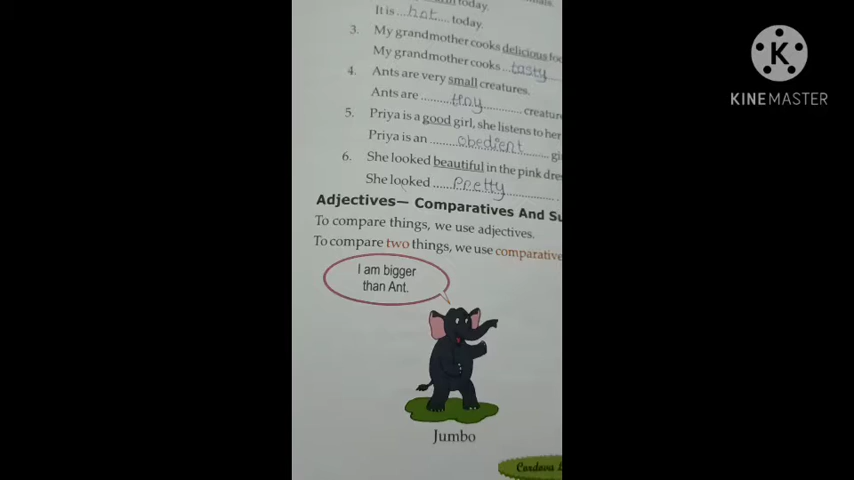 today.
It is ...hot... today.
3. My grandmother cooks delicious
My grandmother cooks ...tasty...
4. Ants are very small creatures.
Ants are ...tiny...
5. Priya is a good girl, she listens to her
Priya is an ...obedient...
6. She looked beautiful in the pink
She looked ...pretty...
Adjectives— Comparatives And
To compare things, we use adjectives.
To compare two things, we use comparative
I am bigger
than Ant.
Jumbo
Cordova
KINEMASTER